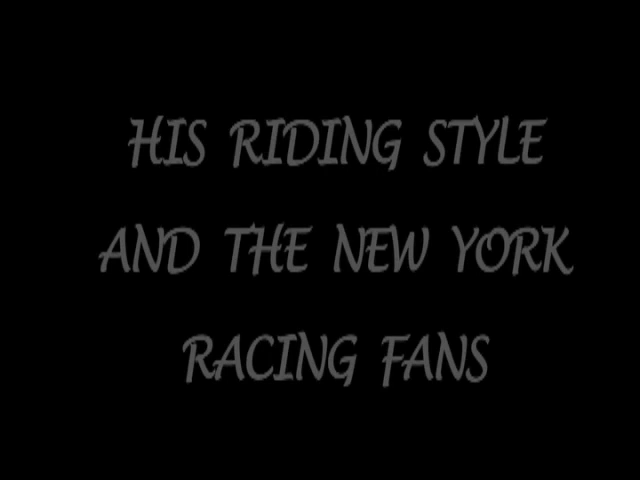 HIS RIDING STYLE
AND THE NEW YORK
RACING FANS